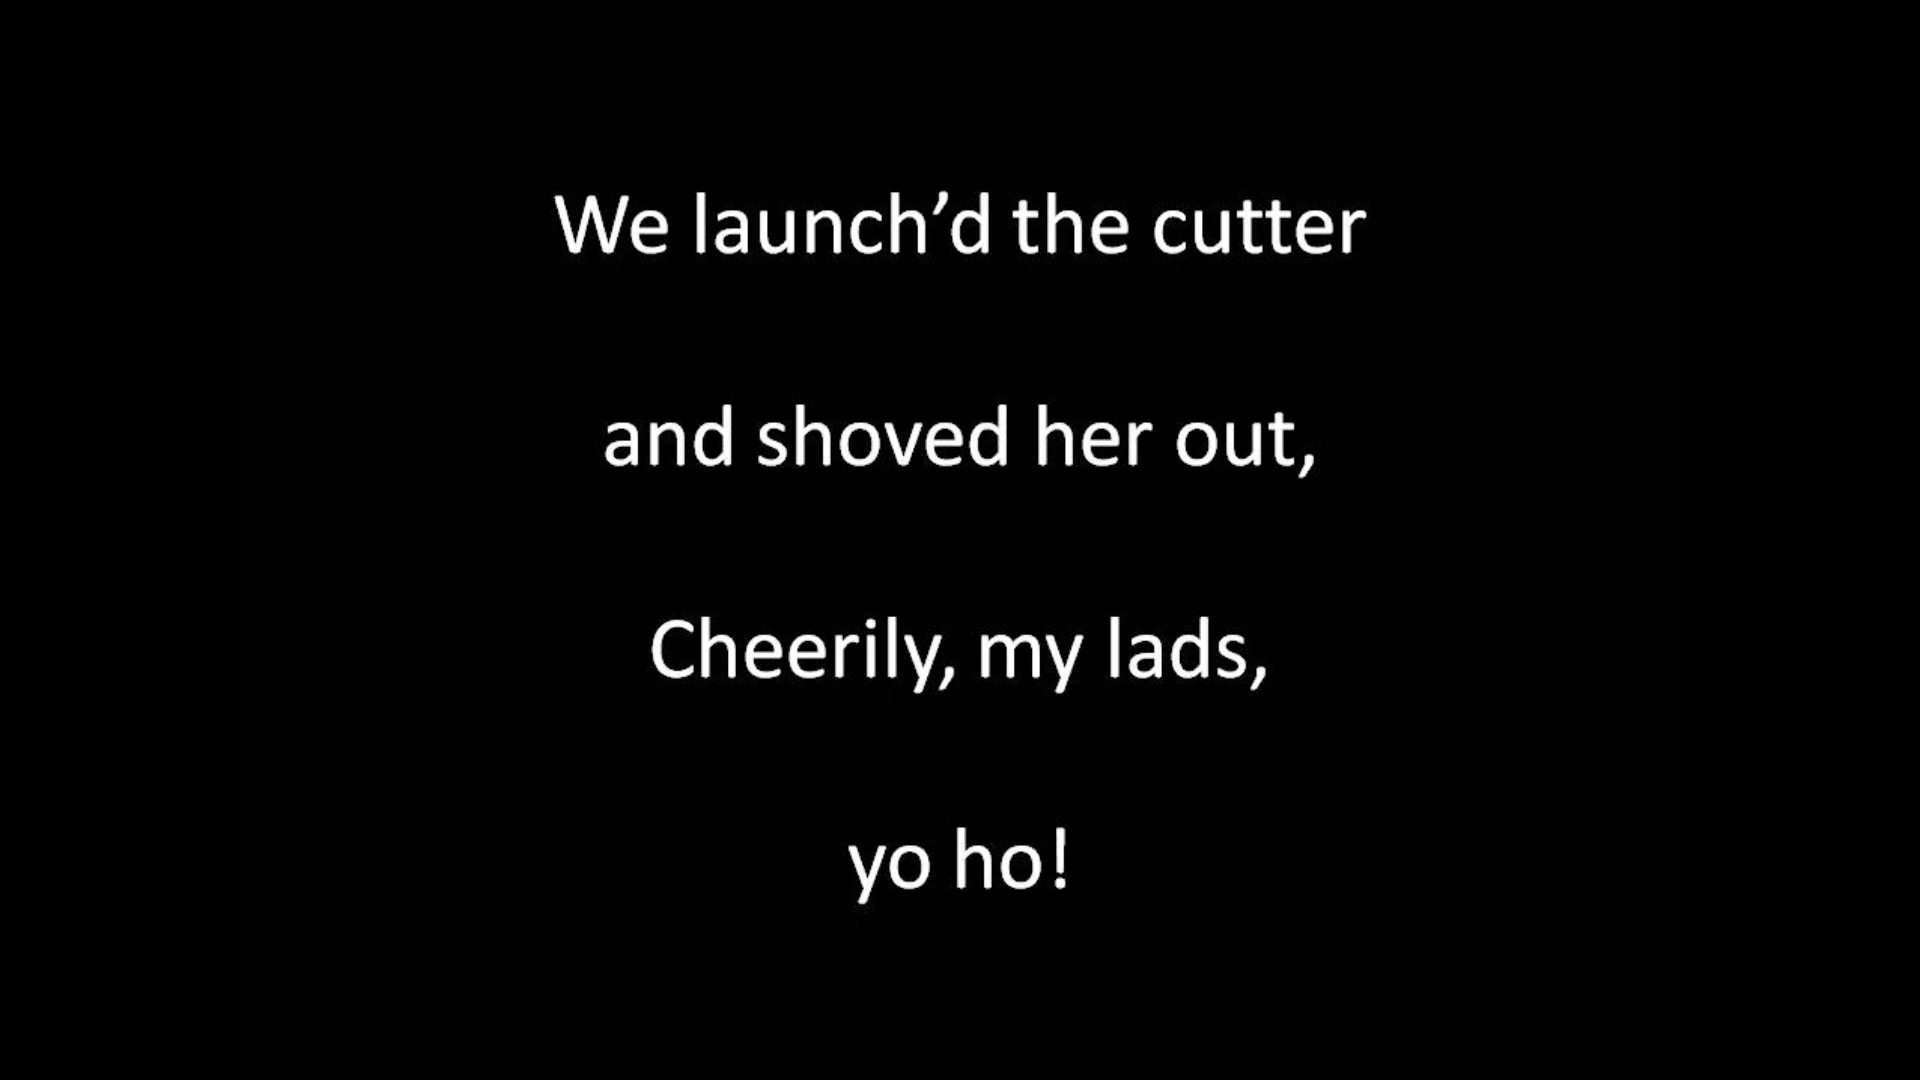 We launch’d the cutter
and shoved her out,
Cheerily, my lads,
yo ho!